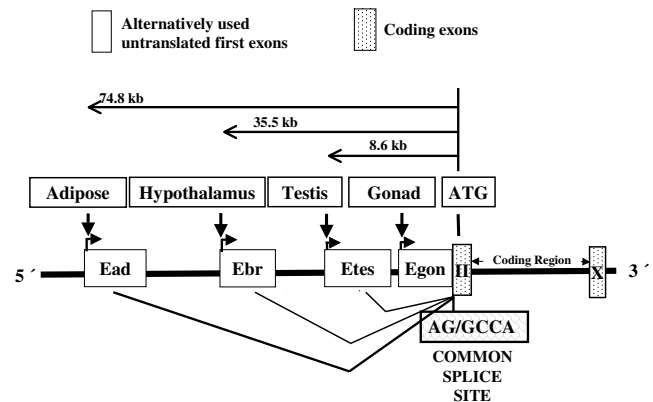 Alternatively used
untranslated first exons
Coding exons
74.8 kb
35.5 kb
8.6 kb
Adipose
Hypothalamus
Testis
Gonad
ATG
5 ´
Ead
Ebr
Etes
Egon
II
Coding Region
X
3 ´
AG/GCCA
COMMON
SPLICE
SITE